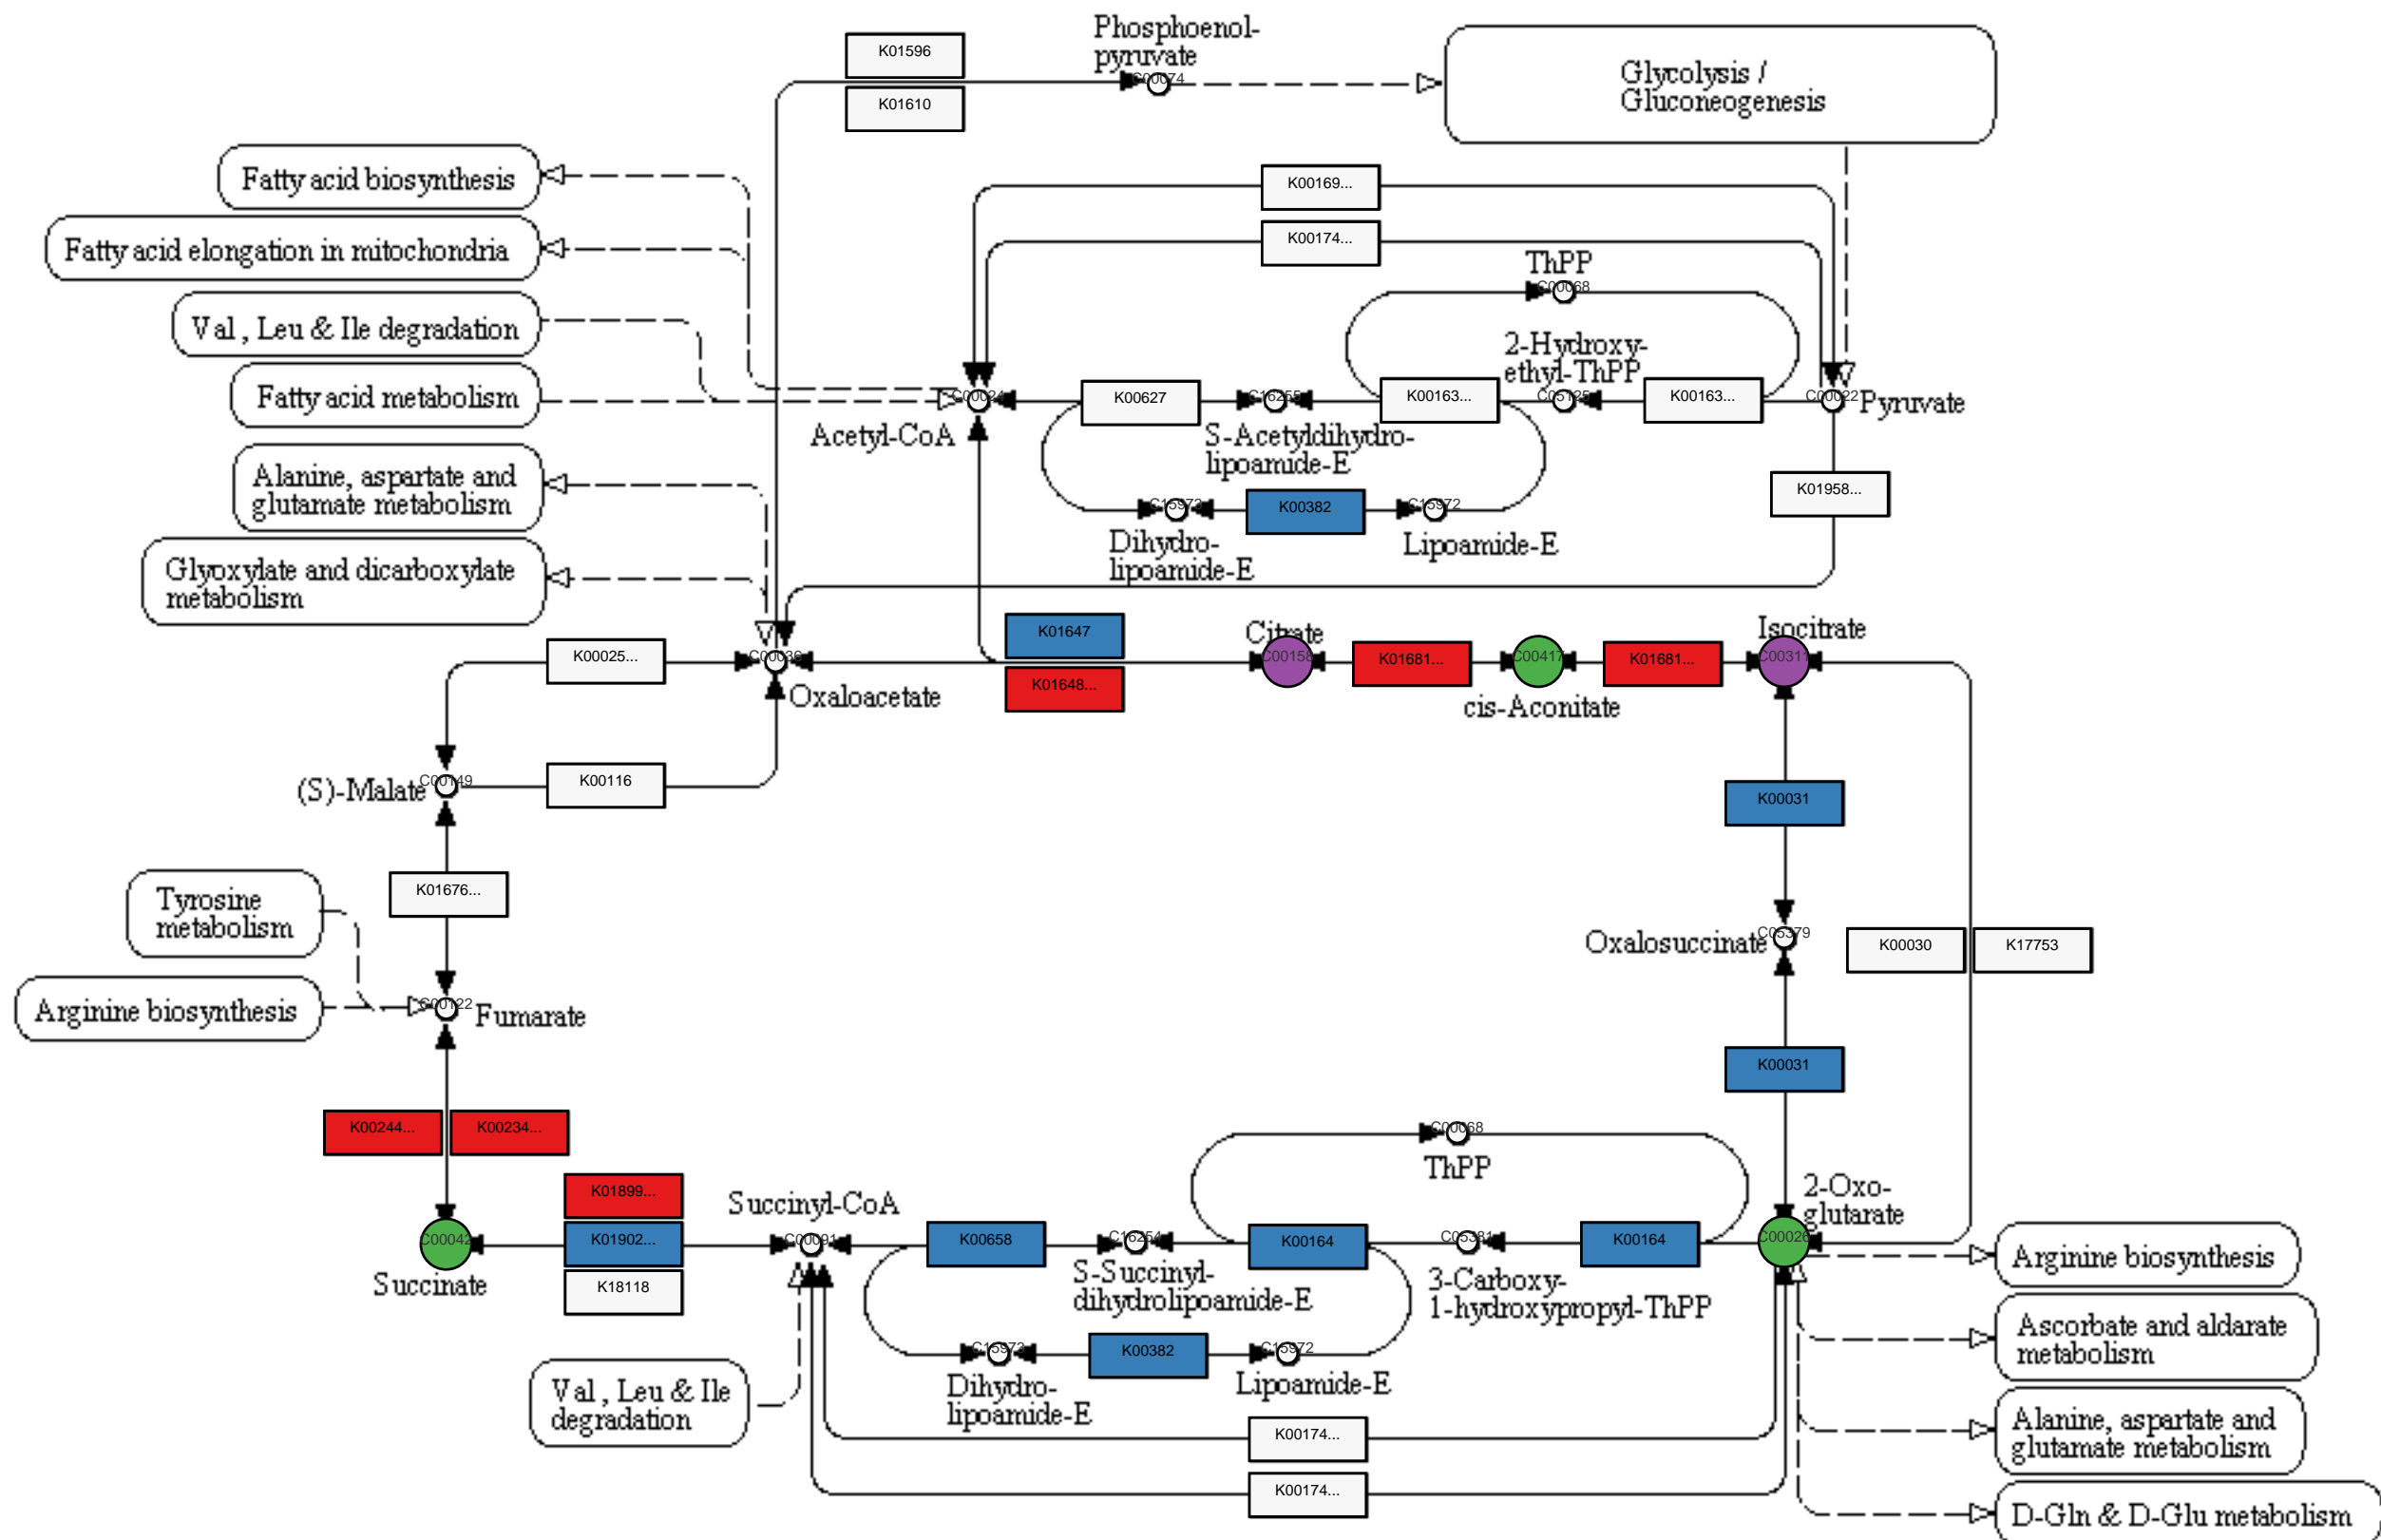 Phosphoenol-
pyruvate
C00074
K01596
K01610
Glycolysis /
Gluconeogenesis
Fatty acid biosynthesis
Fatty acid elongation in mitochondria
Val , Leu & Ile degradation
Fatty acid metabolism
Alanine, aspartate and
glutamate metabolism
Glyoxylate and dicarboxylate
metabolism
K00169...
K00174...
ThPP
C00068
2-Hydroxy-
ethyl-ThPP
C00024
Acetyl-CoA
K00627
C16255
S-Acetyldihydro-
lipoamide-E
K00163...
C05125
K00163...
C00022
Pyruvate
C15973
Dihydro-
lipoamide-E
K00382
C15972
Lipoamide-E
K01958...
K00025...
C00036
Oxaloacetate
K01647
K01648...
Citrate
C00158
K01681...
C00417
cis-Aconitate
K01681...
Isocitrate
C00311
(S)-Malate
C00149
K00116
K00031
K01676...
Tyrosine
metabolism
Oxalosuccinate
C05379
K00030
K17753
Arginine biosynthesis
C00122
Fumarate
K00031
K00244...
K00234...
C00068
ThPP
K01899...
K01902...
K18118
C00042
Succinate
Succinyl-CoA
C00091
K00658
C16254
S-Succinyl-
dihydrolipoamide-E
K00164
C05381
3-Carboxy-
1-hydroxypropyl-ThPP
K00164
2-Oxo-
glutarate
C00026
Arginine biosynthesis
Ascorbate and aldarate
metabolism
Alanine, aspartate and
glutamate metabolism
D-Gln & D-Glu metabolism
Val , Leu & Ile
degradation
C15973
Dihydro-
lipoamide-E
K00382
C15972
Lipoamide-E
K00174...
K00174...